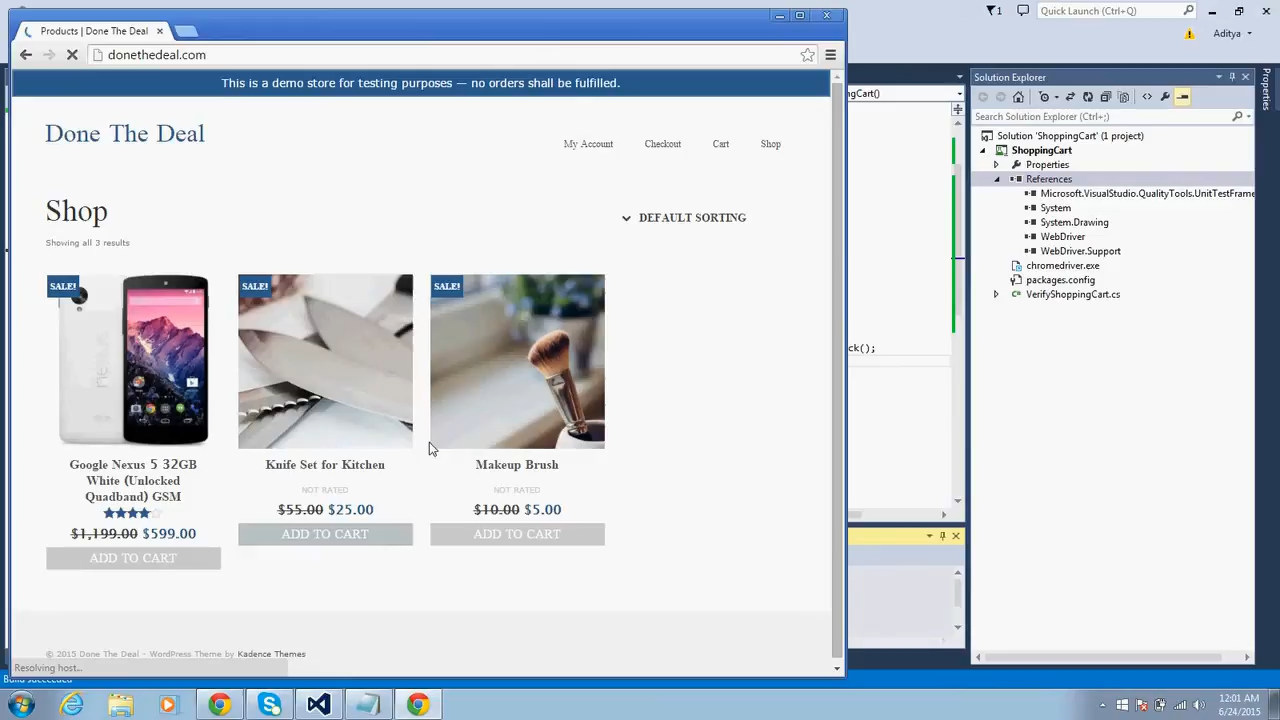 Products | Done The Deal
Quick Launch (Ctrl+Q)
1
donethedeal.com
Aditya
This is a demo store for testing purposes — no orders shall be fulfilled.
Done The Deal
My Account
Checkout
Cart
Shop
Shop
DEFAULT SORTING
Showing all 3 results
SALE!
SALE!
SALE!
Google Nexus 5 32GB
White (Unlocked
Quadband) GSM
$1,199.00 $599.00
ADD TO CART
Knife Set for Kitchen
NOT RATED
$55.00 $25.00
ADD TO CART
Makeup Brush
NOT RATED
$10.00 $5.00
ADD TO CART
© 2015 Done The Deal - WordPress Theme by Kadence Themes
Resolving host...
Build succeeded
ngCart()
ck();
Solution Explorer
Search Solution Explorer (Ctrl+;)
Solution 'ShoppingCart' (1 project)
ShoppingCart
Properties
References
Microsoft.VisualStudio.QualityTools.UnitTestFrame
System
System.Drawing
WebDriver
WebDriver.Support
chromedriver.exe
packages.config
VerifyShoppingCart.cs
Properties
12:01 AM
6/24/2015